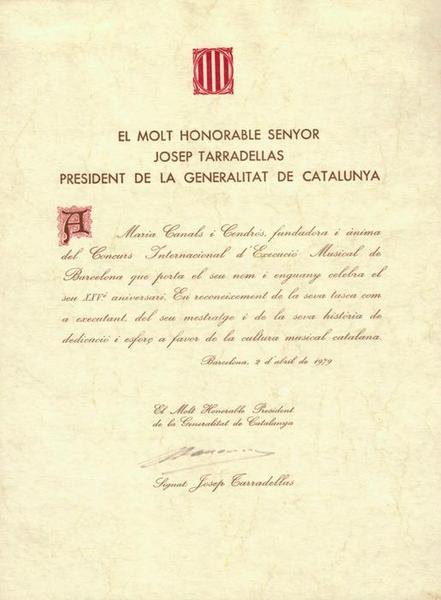 EL MOLT HONORABLE SENYOR
JOSEP TARRADELLAS
PRESIDENT DE LA GENERALITAT DE CATALUNYA
A Maria Canals i Cendrós, fundadora i ànima
del Concurs Internacional d'Execució Musical de
Barcelona que porta el seu nom i enguany celebra el
seu XXVè aniversari. En reconeixement de la seva tasca com
a executant, del seu mestratge i de la seva història de
dedicació i esforç a favor de la cultura musical catalana.
Barcelona, 2 d'abril de 1979
El Molt Honorable President
de la Generalitat de Catalunya
Signat: Josep Tarradellas